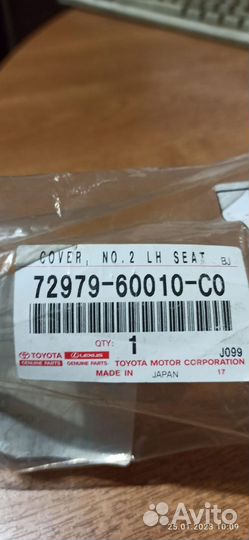 COVER, NO.2 LH SEAT BJ
72979-60010-C0
QTY: 1 J099
TOYOTA LEXUS TOYOTA MOTOR CORPORATION
GENUINE PARTS GENUINE PARTS
MADE IN JAPAN 17
Avito
25.01.2023 10:09